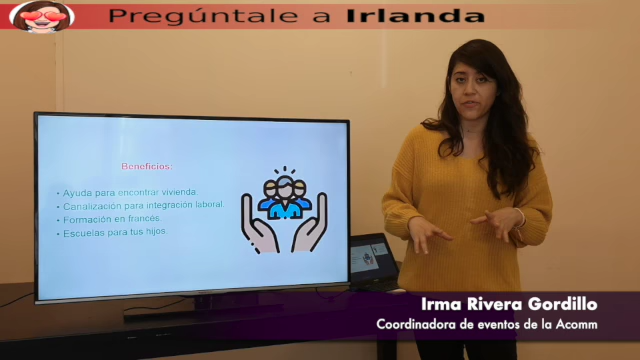 Pregúntale a Irlanda
Beneficios:
• Ayuda para encontrar vivienda.
• Canalización para integración laboral.
• Formación en francés.
• Escuelas para tus hijos.
Irma Rivera Gordillo
Coordinadora de eventos de la Acomm